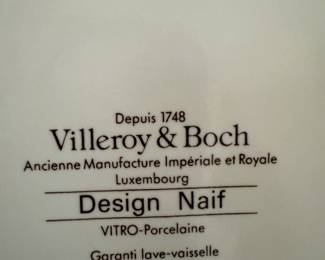 Depuis 1748
Villeroy & Boch
Ancienne Manufacture Impériale et Royale
Luxembourg
Design Naif
VITRO-Porcelaine
Garanti lave-vaisselle